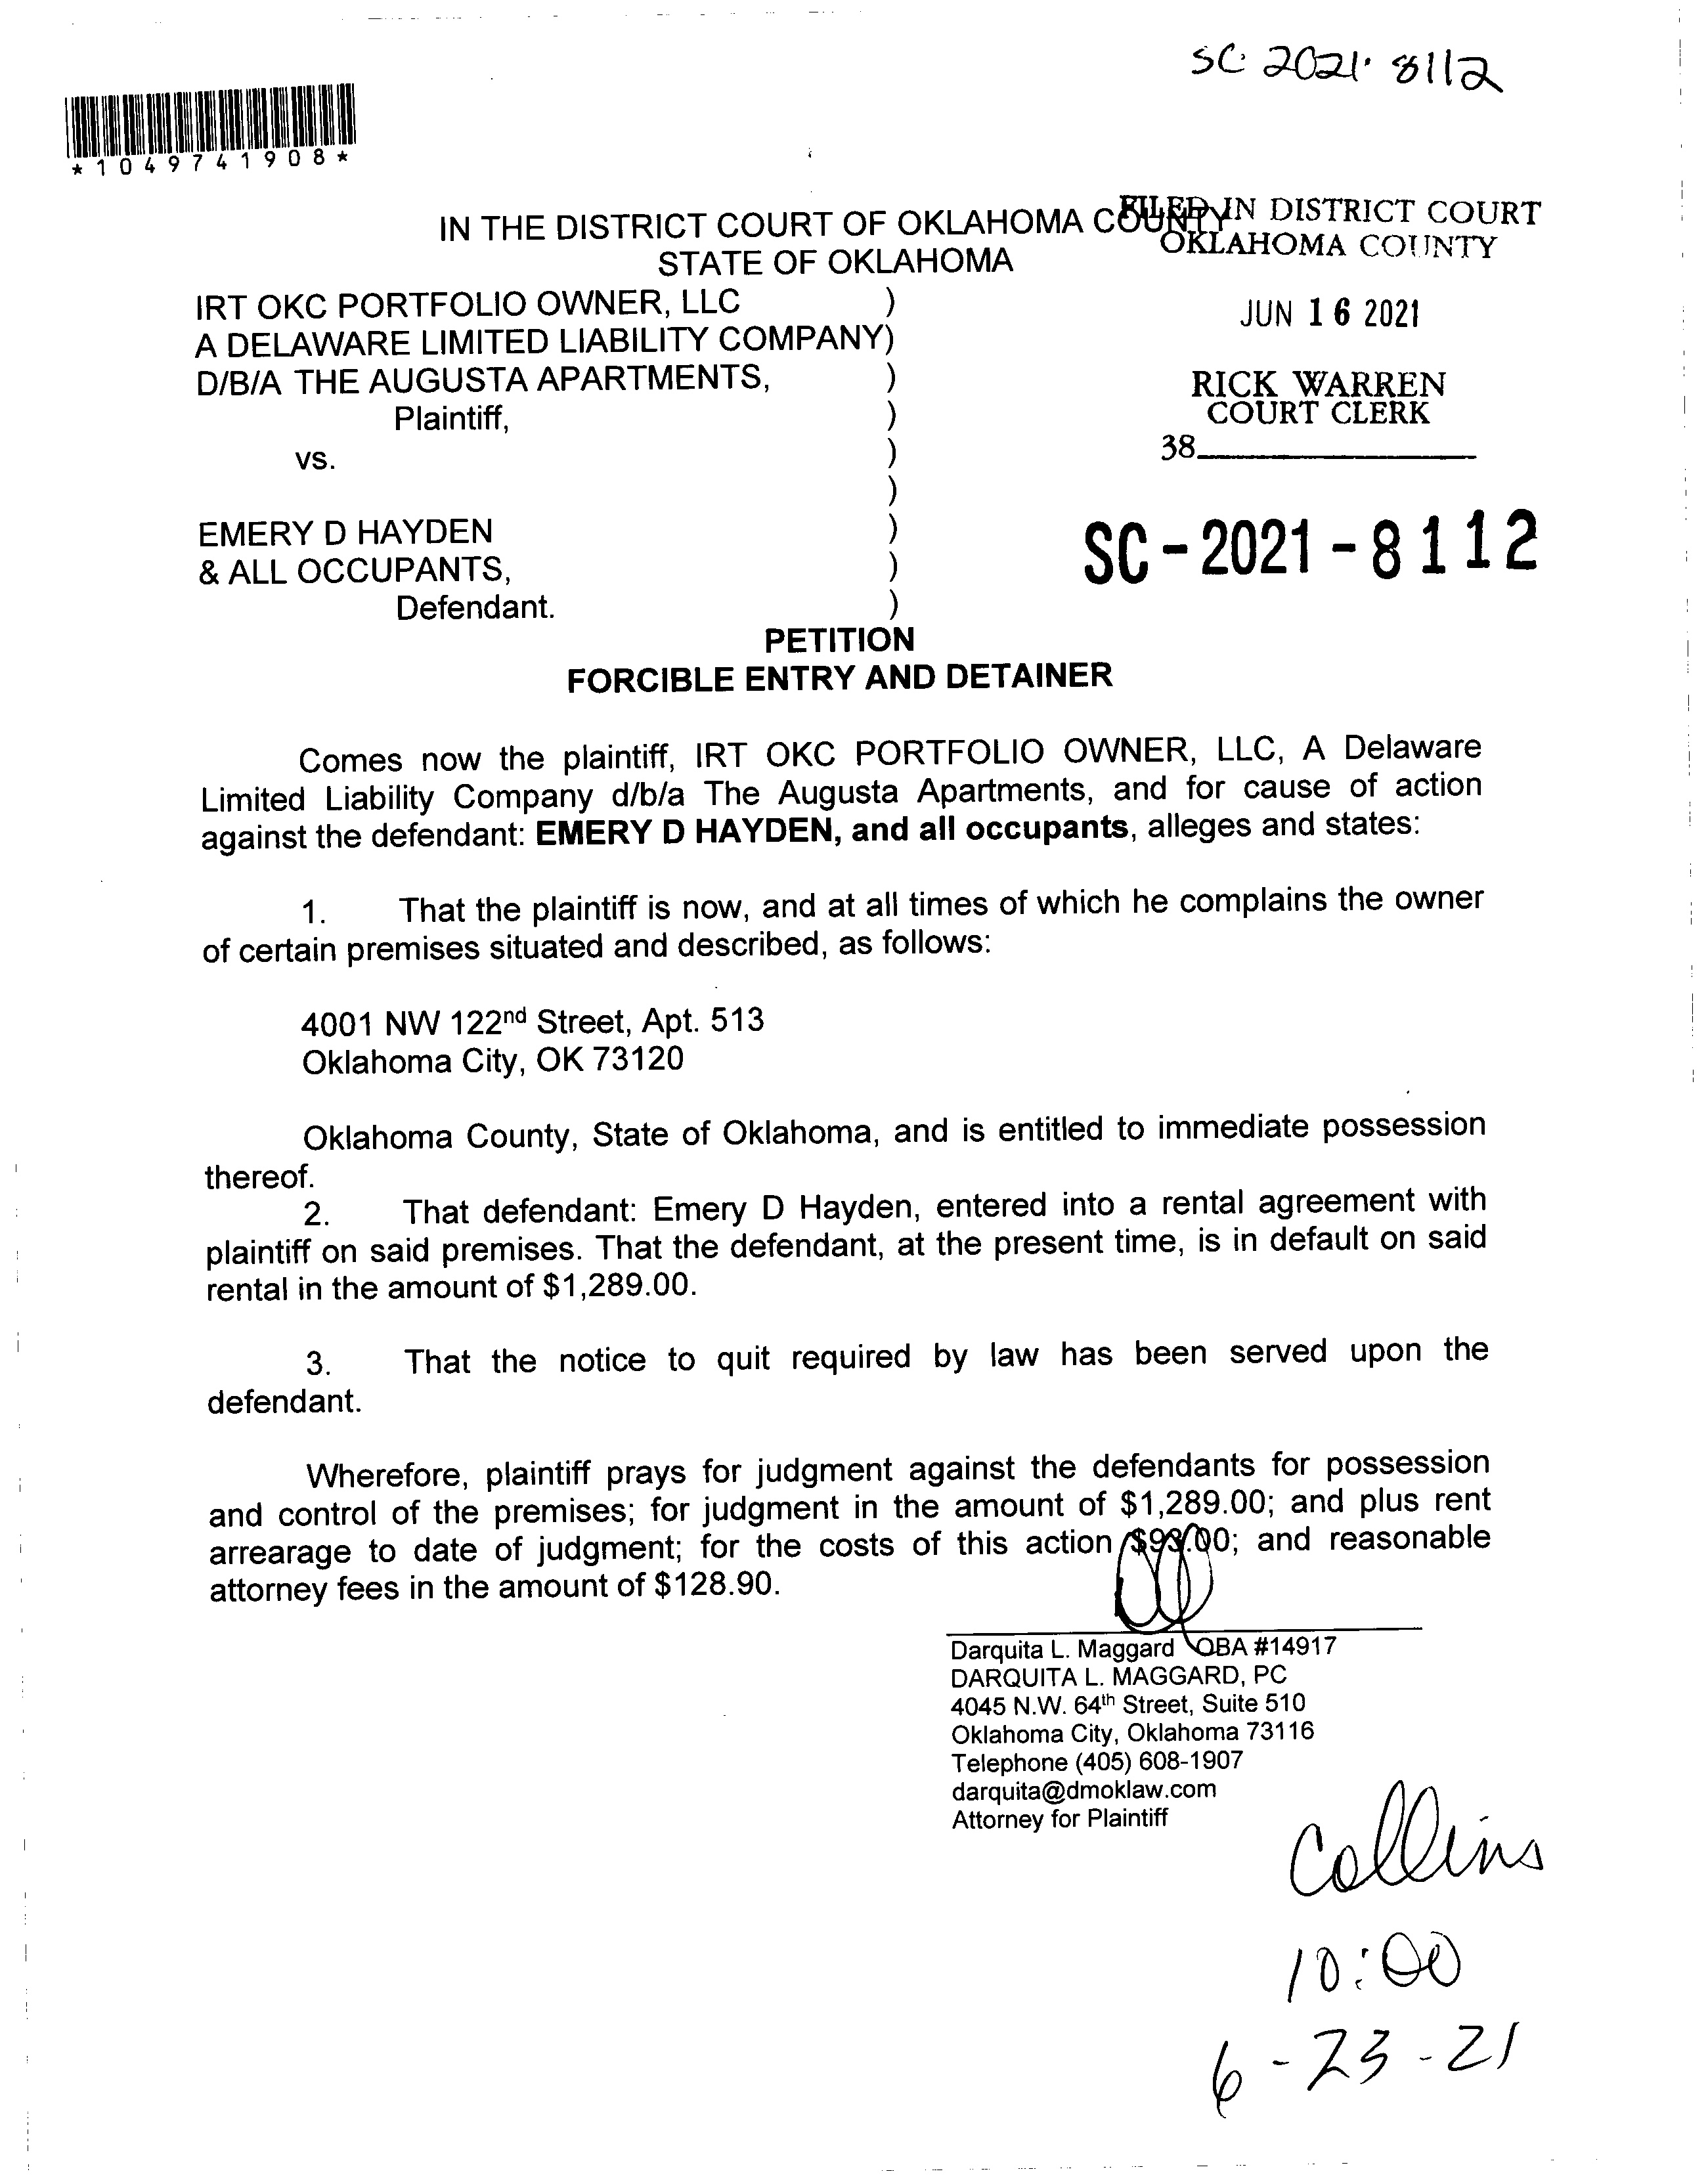 SC 2021-8112
*1049741908*
FILED IN DISTRICT COURT
OKLAHOMA COUNTY
JUN 16 2021
RICK WARREN
COURT CLERK
38
SC-2021-8112
IN THE DISTRICT COURT OF OKLAHOMA COUNTY
STATE OF OKLAHOMA
IRT OKC PORTFOLIO OWNER, LLC )
A DELAWARE LIMITED LIABILITY COMPANY)
D/B/A THE AUGUSTA APARTMENTS, )
Plaintiff, )
vs. )
)
EMERY D HAYDEN )
& ALL OCCUPANTS, )
Defendant. )
PETITION
FORCIBLE ENTRY AND DETAINER
Comes now the plaintiff, IRT OKC PORTFOLIO OWNER, LLC, A Delaware
Limited Liability Company d/b/a The Augusta Apartments, and for cause of action
against the defendant: EMERY D HAYDEN, and all occupants, alleges and states:
1. That the plaintiff is now, and at all times of which he complains the owner
of certain premises situated and described, as follows:
4001 NW 122nd Street, Apt. 513
Oklahoma City, OK 73120
Oklahoma County, State of Oklahoma, and is entitled to immediate possession
thereof.
2. That defendant: Emery D Hayden, entered into a rental agreement with
plaintiff on said premises. That the defendant, at the present time, is in default on said
rental in the amount of $1,289.00.
3. That the notice to quit required by law has been served upon the
defendant.
Wherefore, plaintiff prays for judgment against the defendants for possession
and control of the premises; for judgment in the amount of $1,289.00; and plus rent
arrearage to date of judgment; for the costs of this action ; and reasonable
attorney fees in the amount of $128.90.
Darquita L. Maggard OBA #14917
DARQUITA L. MAGGARD, PC
4045 N.W. 64th Street, Suite 510
Oklahoma City, Oklahoma 73116
Telephone (405) 608-1907
darquita@dmoklaw.com
Attorney for Plaintiff
Collins
10:00
6-23-21